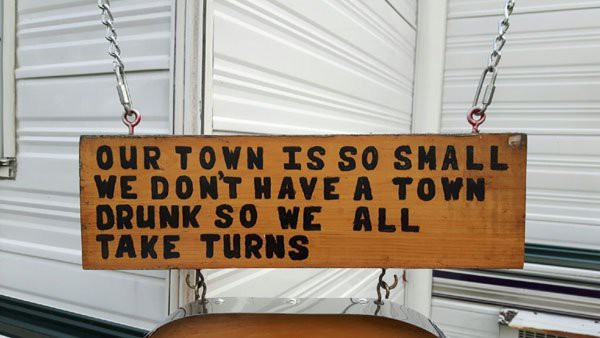 OUR TOWN IS SO SMALL
WE DON'T HAVE A TOWN
DRUNK SO WE ALL
TAKE TURNS